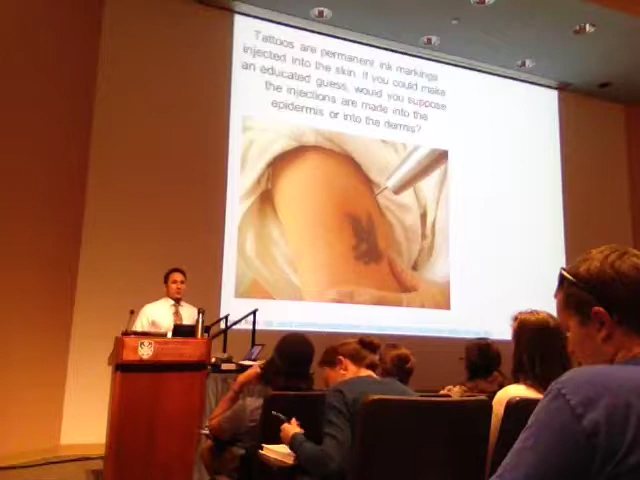 Tattoos are permanent ink markings
injected into the skin. If you could make
an educated guess, would you suppose
the injections are made into the
epidermis or into the dermis?